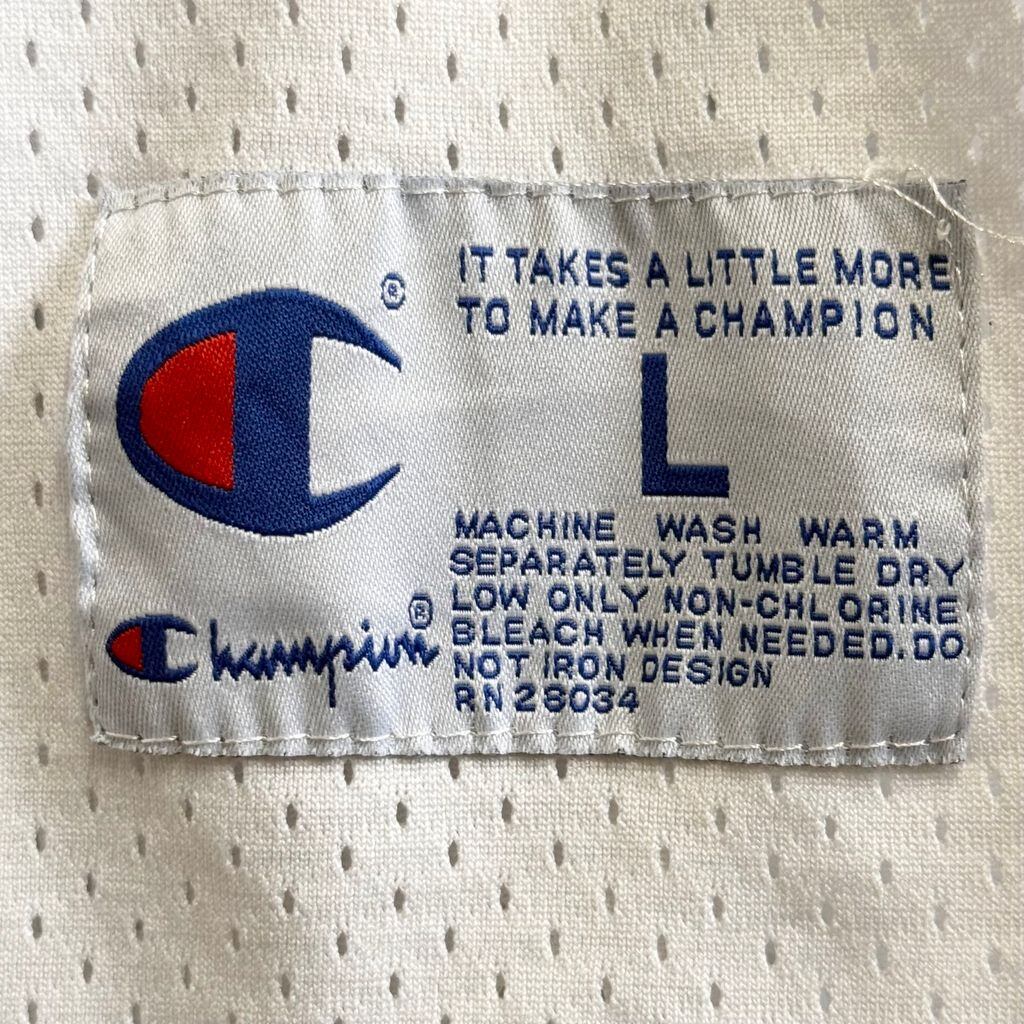 IT TAKES A LITTLE MORE
TO MAKE A CHAMPION
L
MACHINE WASH WARM
SEPARATELY TUMBLE DRY
LOW ONLY NON-CHLORINE
BLEACH WHEN NEEDED. DO
NOT IRON DESIGN
RN 28034
®
Champion®